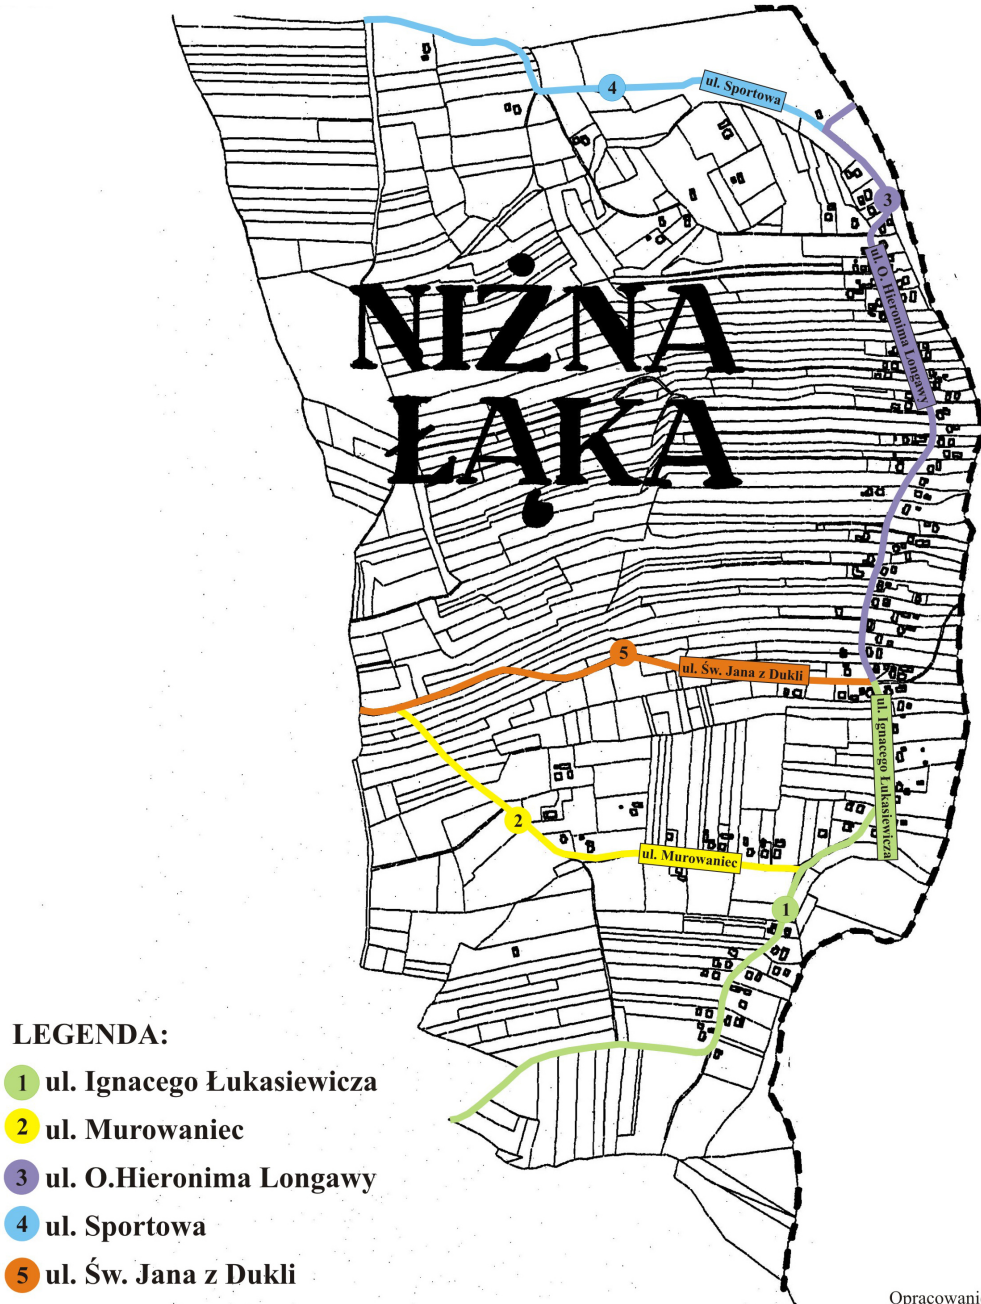 4
ul. Sportowa
3
ul. O. Hieronima Longawy
NIŻNA
ŁĄKA
5
ul. Św. Jana z Dukli
ul. Ignacego Łukasiewicza
2
ul. Murowaniec
1
LEGENDA:
1 ul. Ignacego Łukasiewicza
2 ul. Murowaniec
3 ul. O.Hieronima Longawy
4 ul. Sportowa
5 ul. Św. Jana z Dukli
Opracowani